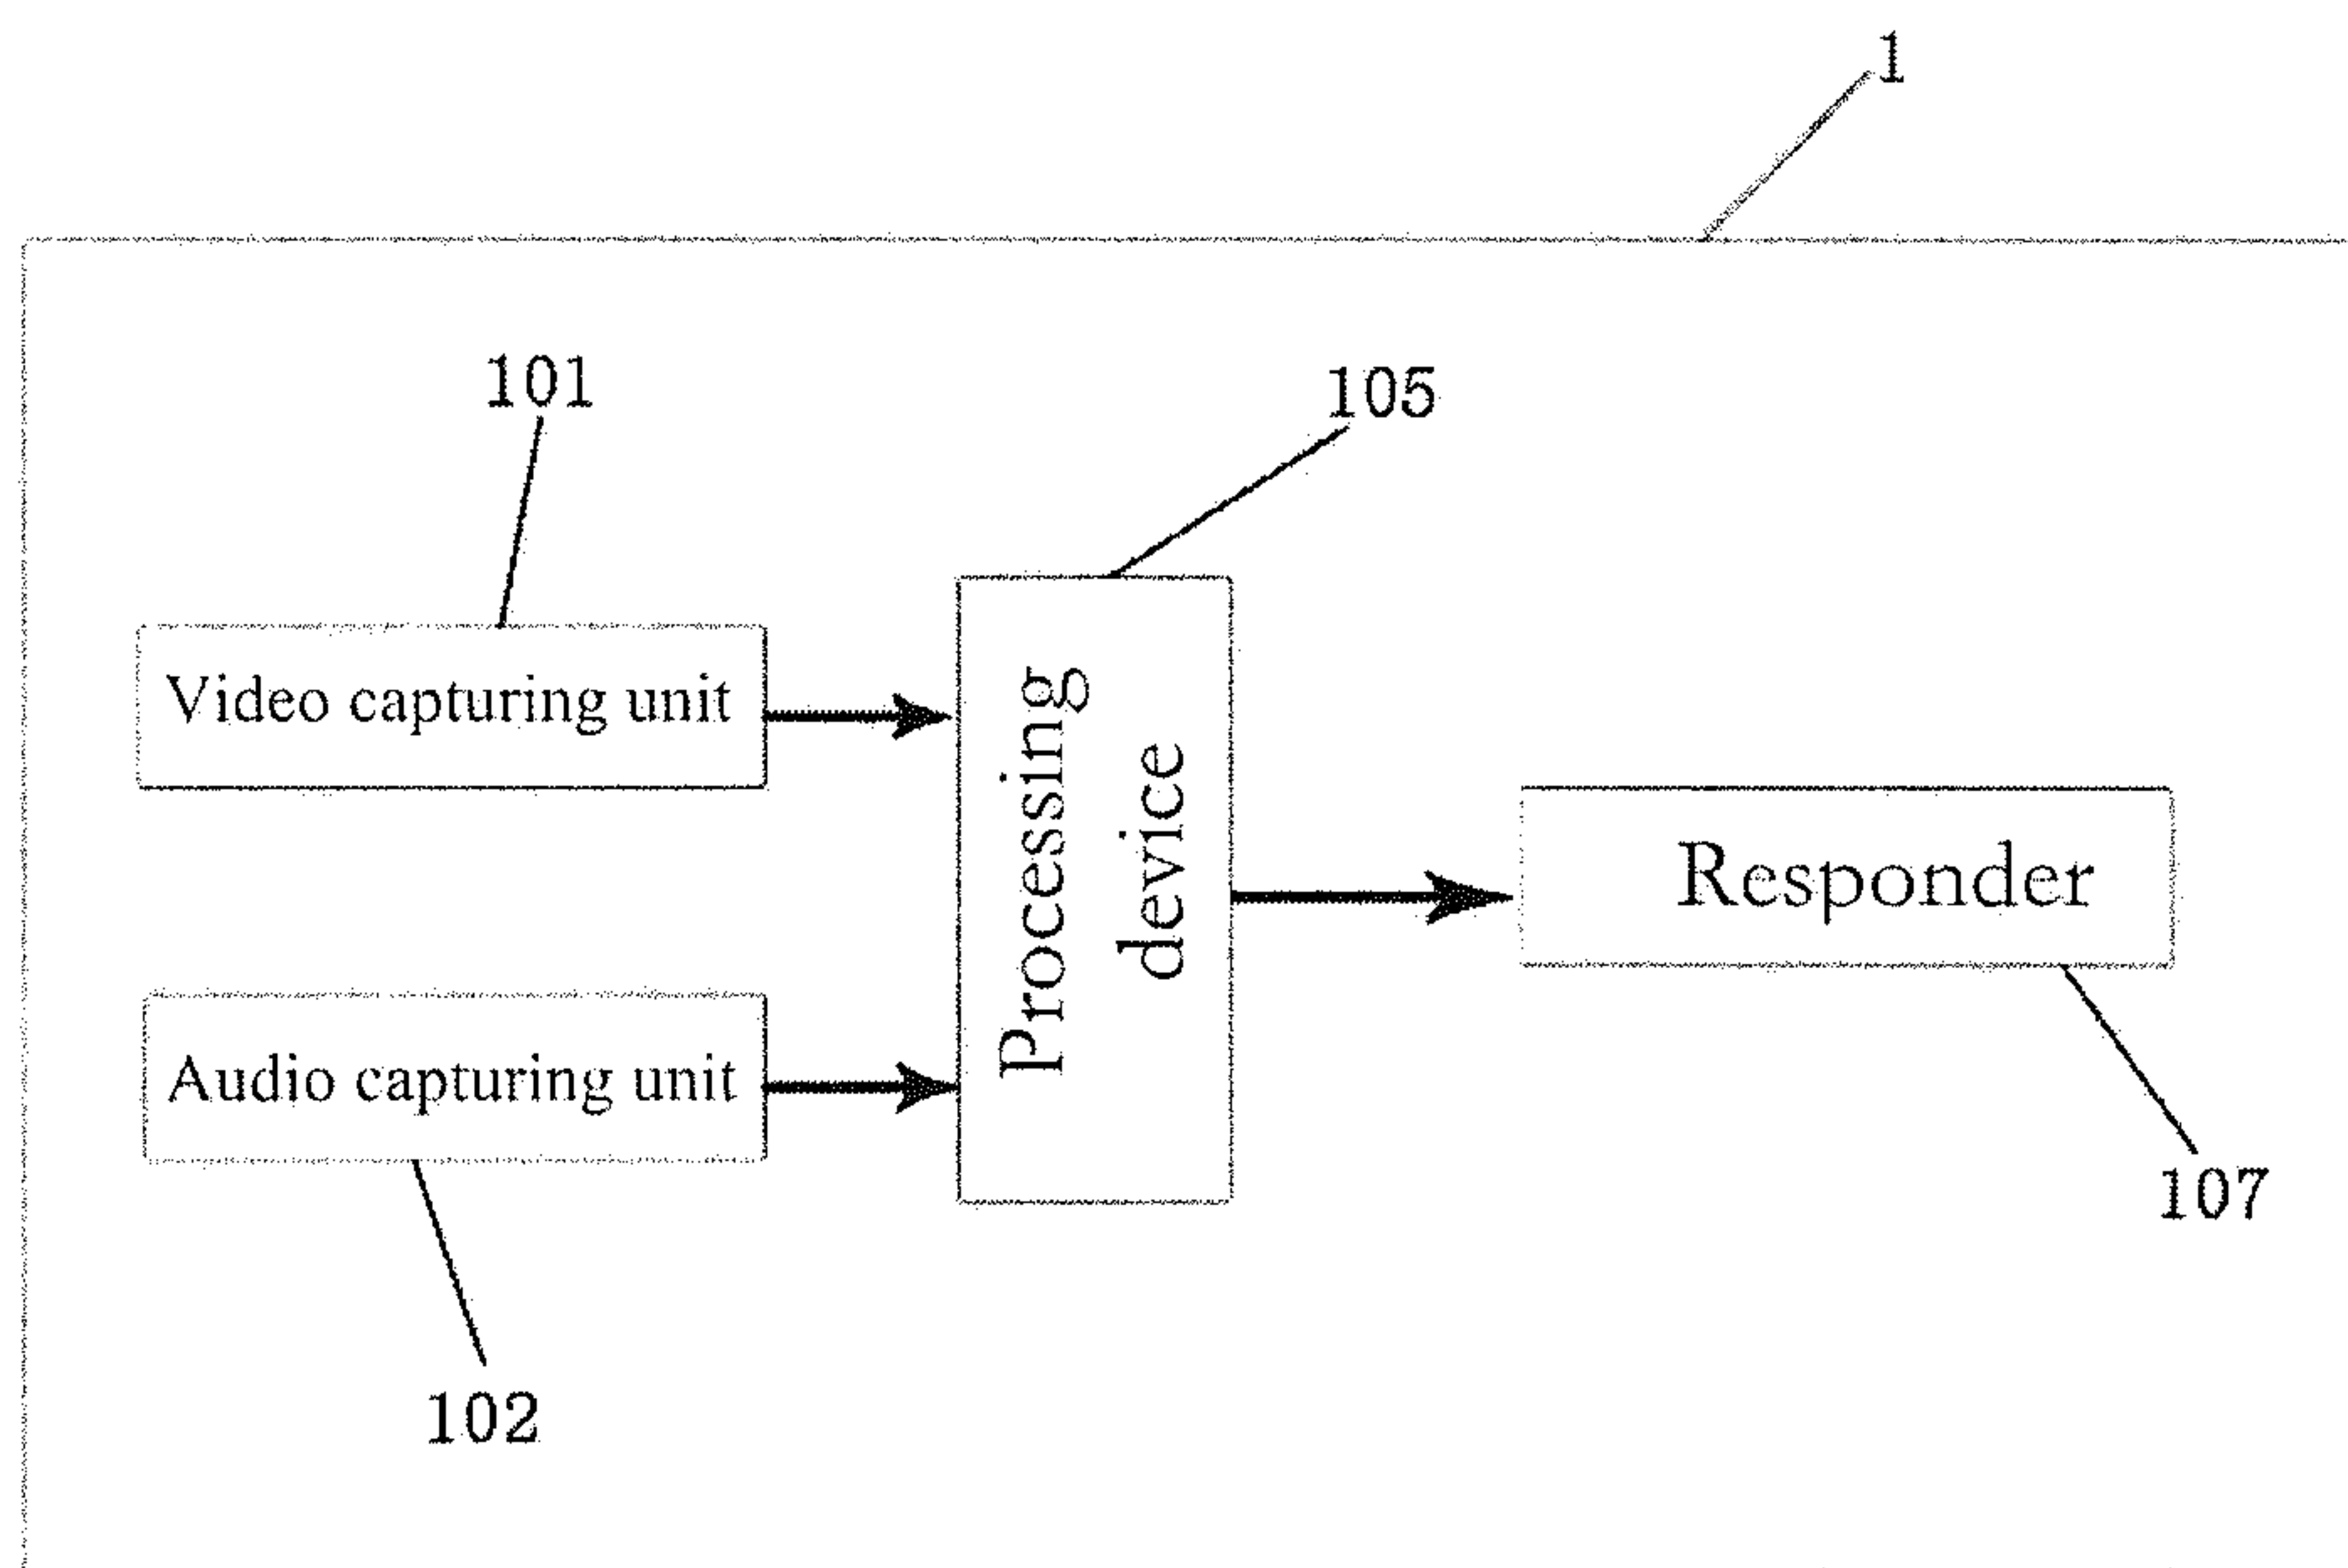 1
101
105
Video capturing unit
Processing
device
Responder
Audio capturing unit
107
102